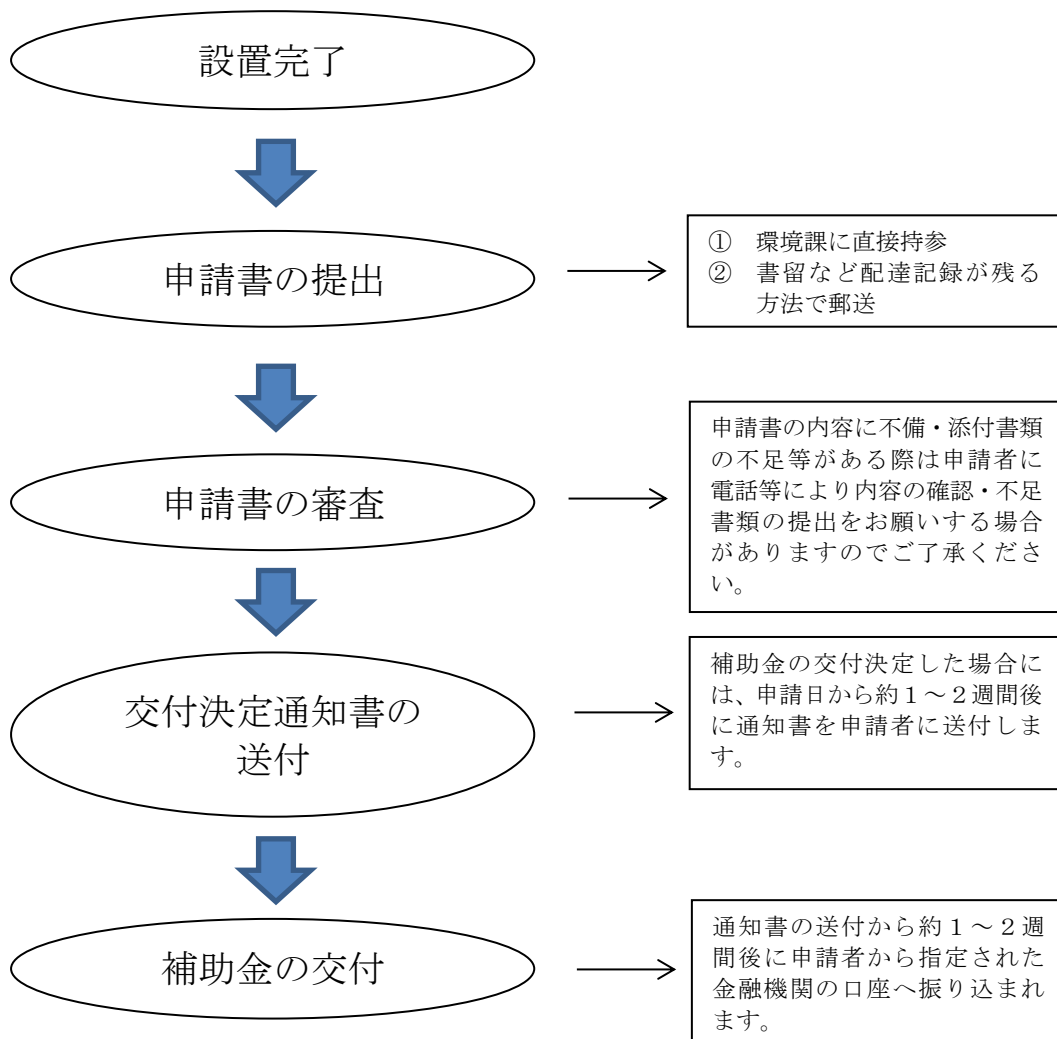 設置完了
申請書の提出
① 環境課に直接持参
② 書留など配達記録が残る
方法で郵送
申請書の審査
申請書の内容に不備・添付書類
の不足等がある際は申請者に
電話等により内容の確認・不足
書類の提出をお願いする場合
がありますのでご了承くださ
い。
交付決定通知書の
送付
補助金の交付決定した場合に
は、申請日から約１～２週間後
に通知書を申請者に送付しま
す。
補助金の交付
通知書の送付から約１～２週
間後に申請者から指定された
金融機関の口座へ振り込まれ
ます。